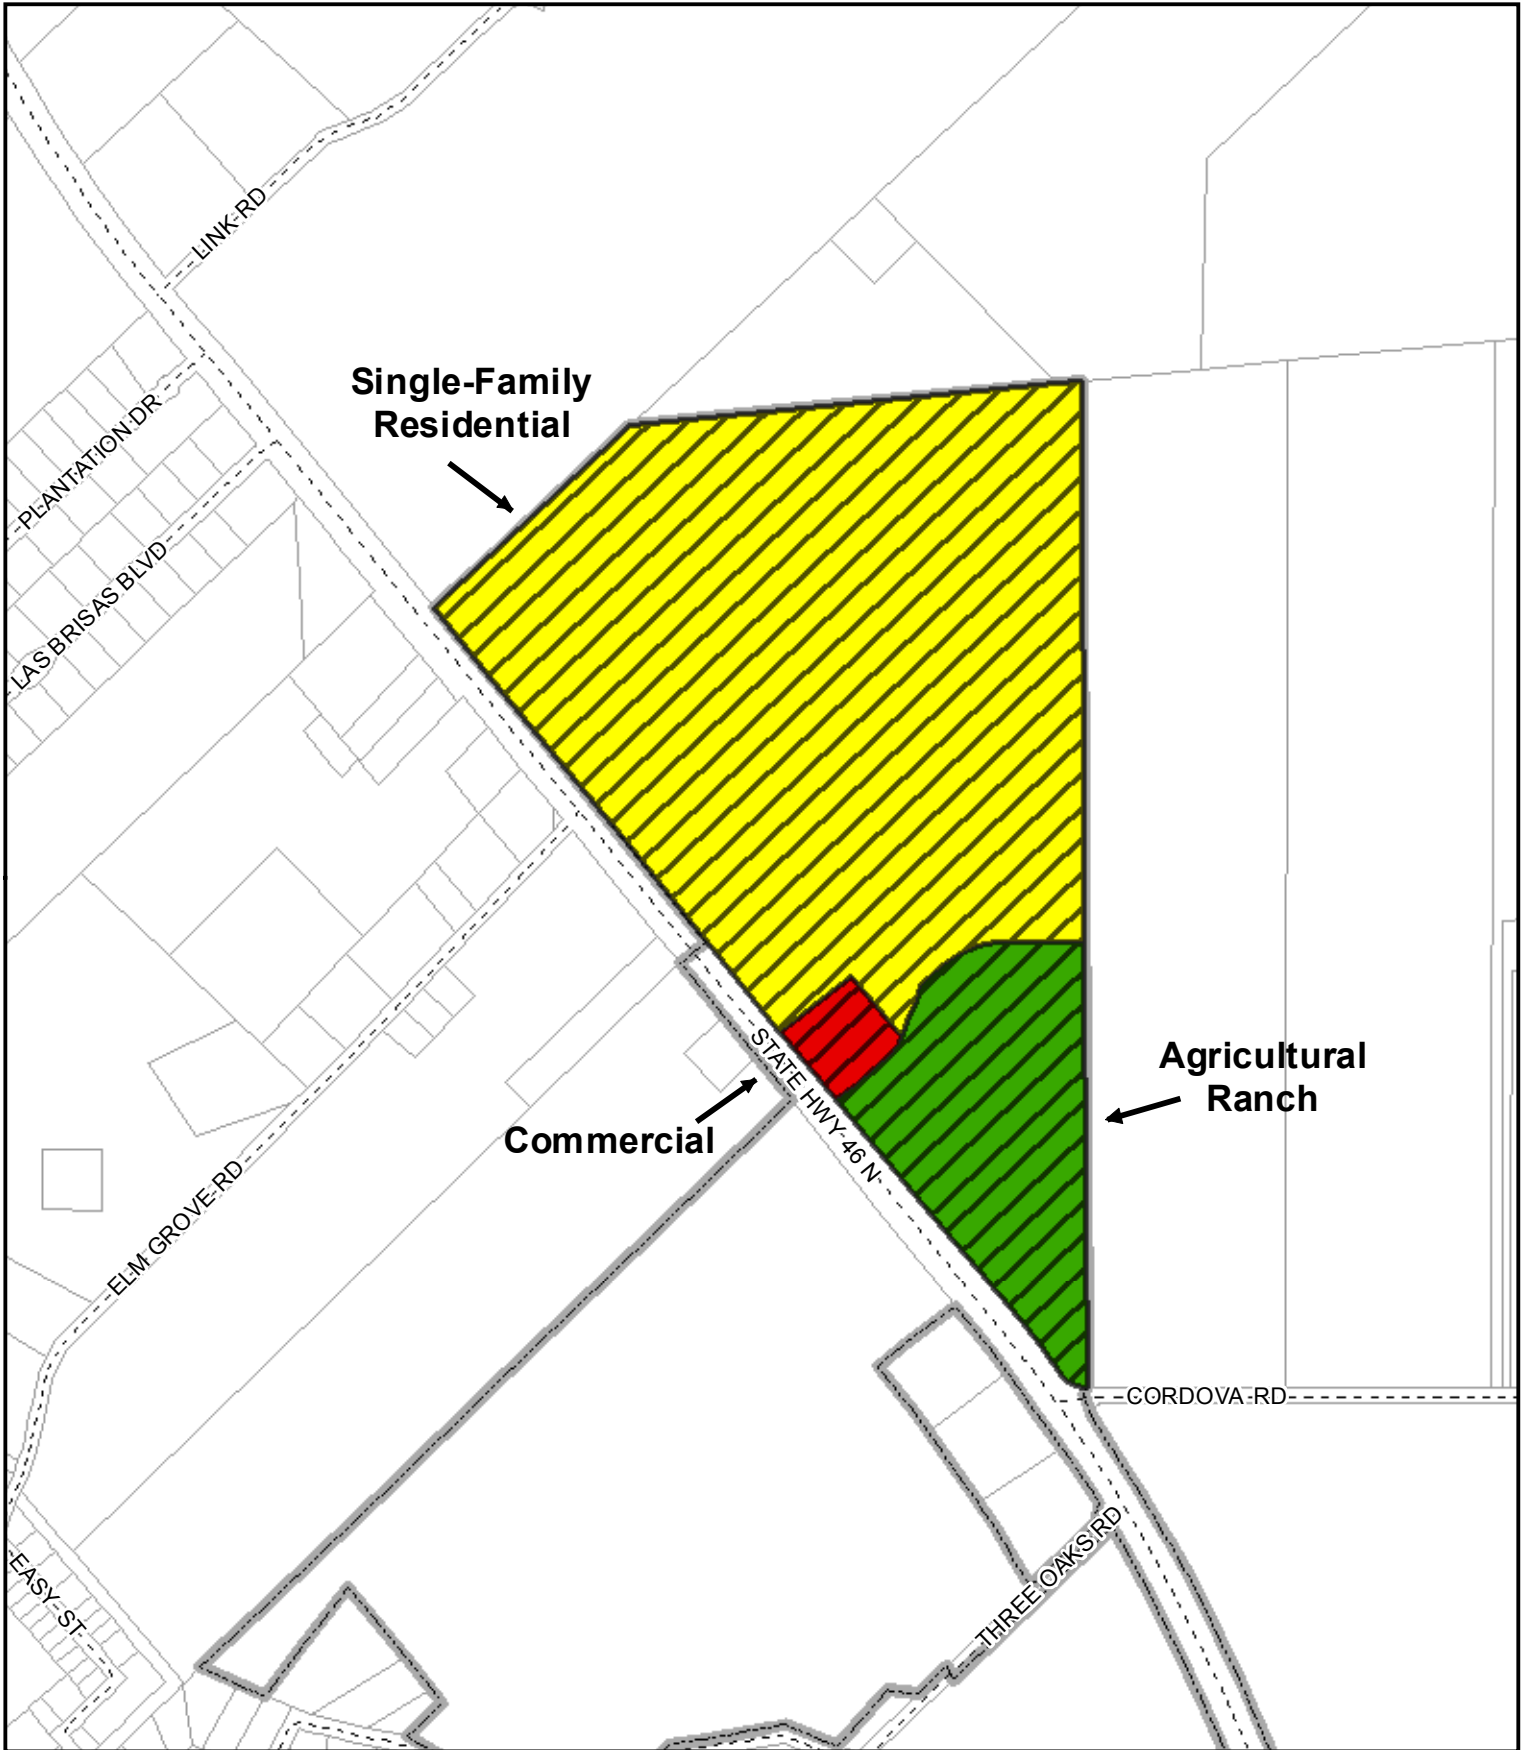 LINK RD
Single-Family
Residential
PLANTATION DR
LAS BRISAS BLVD
STATE HWY 46 N
Agricultural
Ranch
Commercial
ELM GROVE RD
CORDOVA RD
THREE OAKS RD
EASY ST